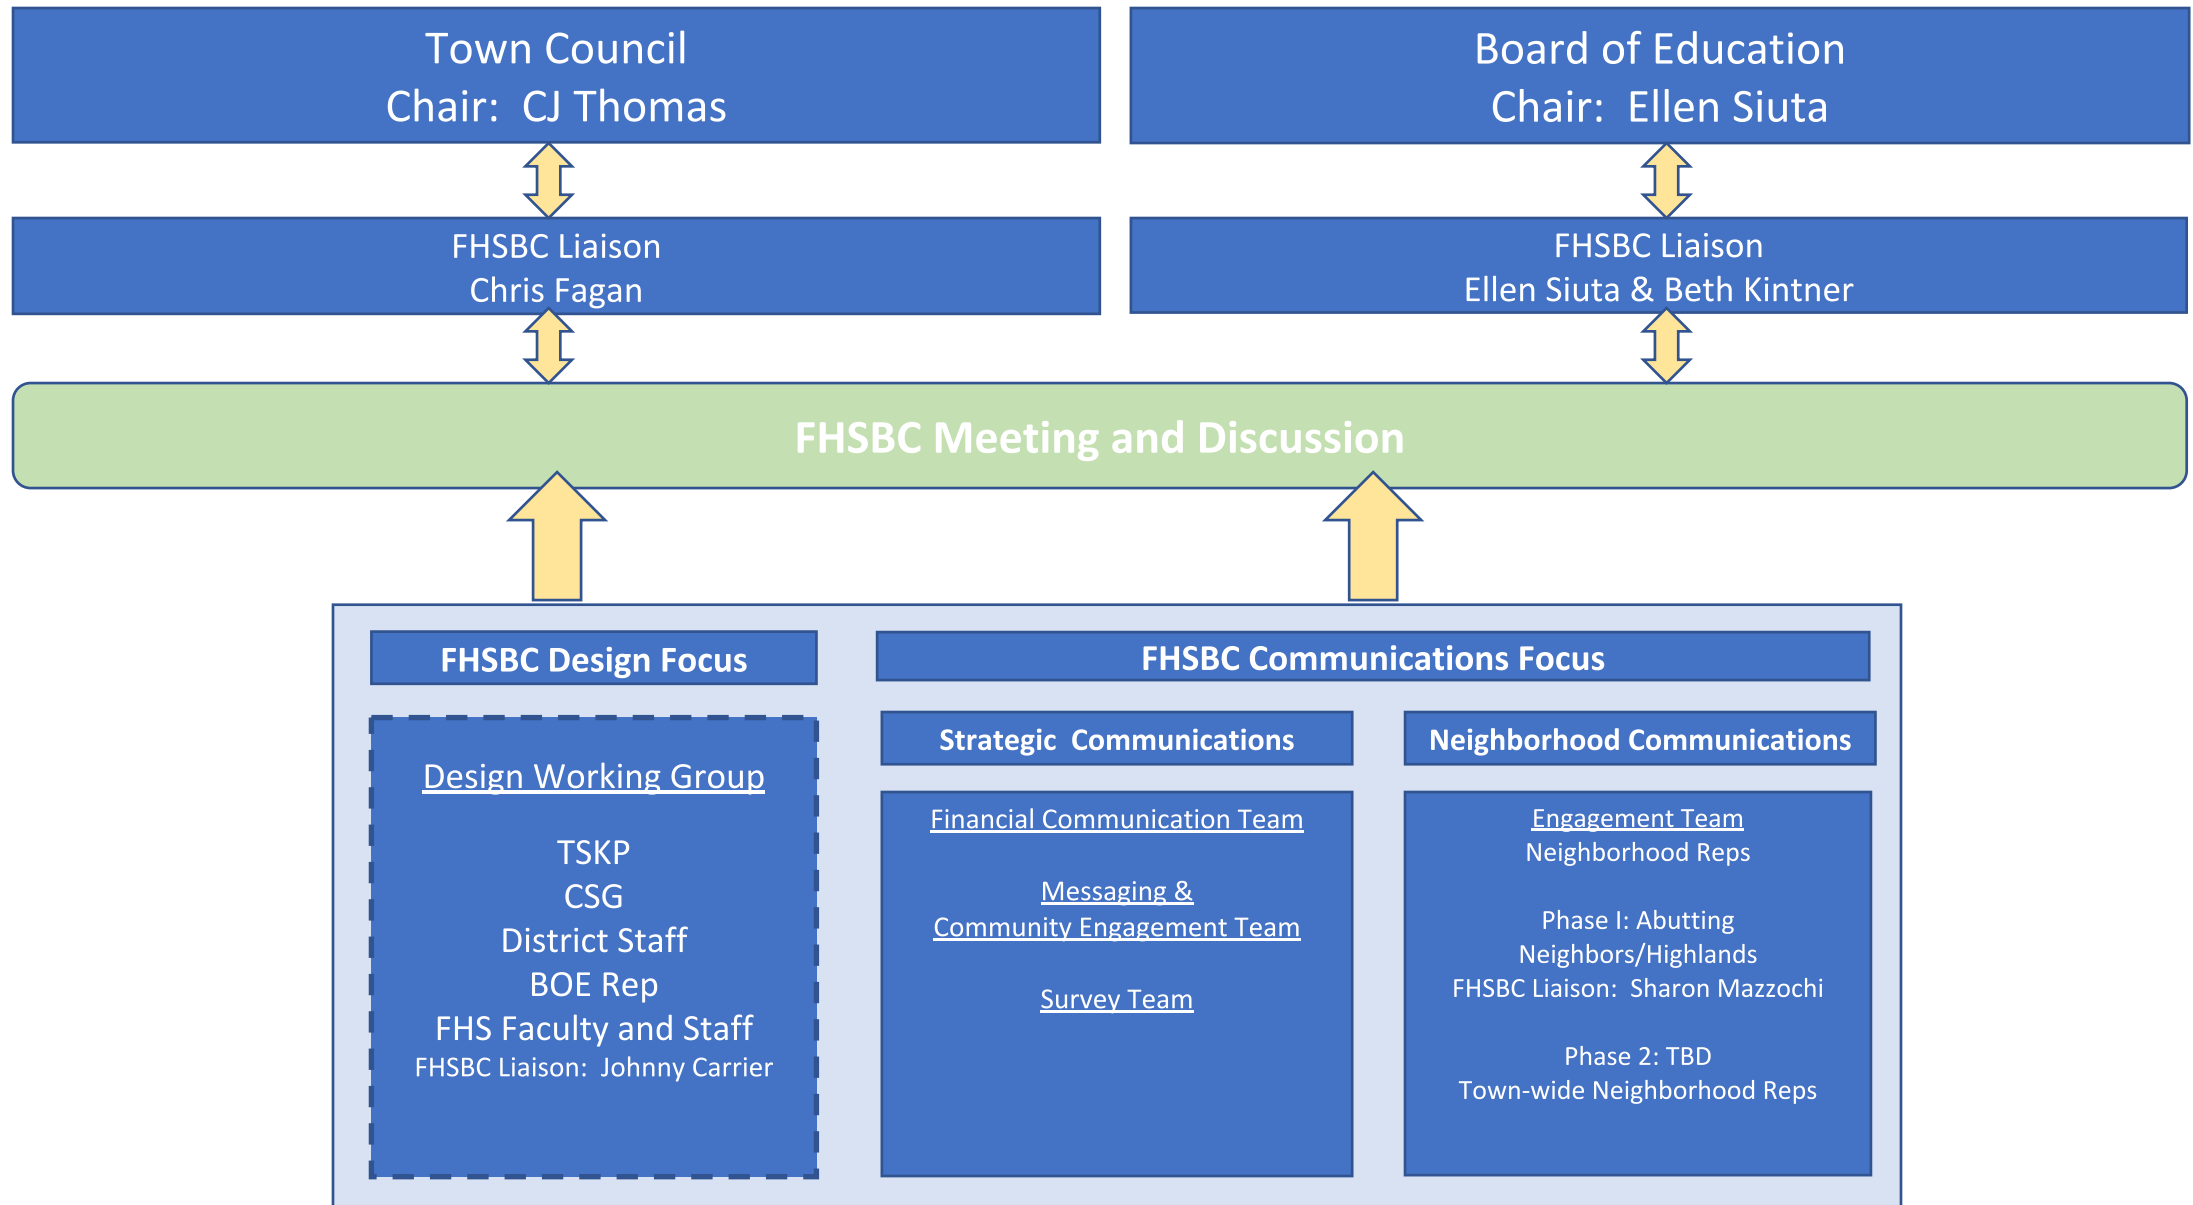 Town Council
Chair:  CJ Thomas
Board of Education
Chair:  Ellen Siuta
FHSBC Liaison
Chris Fagan
FHSBC Liaison
Ellen Siuta & Beth Kintner
FHSBC Meeting and Discussion
FHSBC Design Focus
FHSBC Communications Focus
Design Working Group
TSKP
CSG
District Staff
BOE Rep
FHS Faculty and Staff
FHSBC Liaison:  Johnny Carrier
Strategic  Communications
Financial Communication Team
Messaging &
Community Engagement Team
Survey Team
Neighborhood Communications
Engagement Team
Neighborhood Reps
Phase I: Abutting
Neighbors/Highlands
FHSBC Liaison:  Sharon Mazzochi
Phase 2: TBD
Town-wide Neighborhood Reps